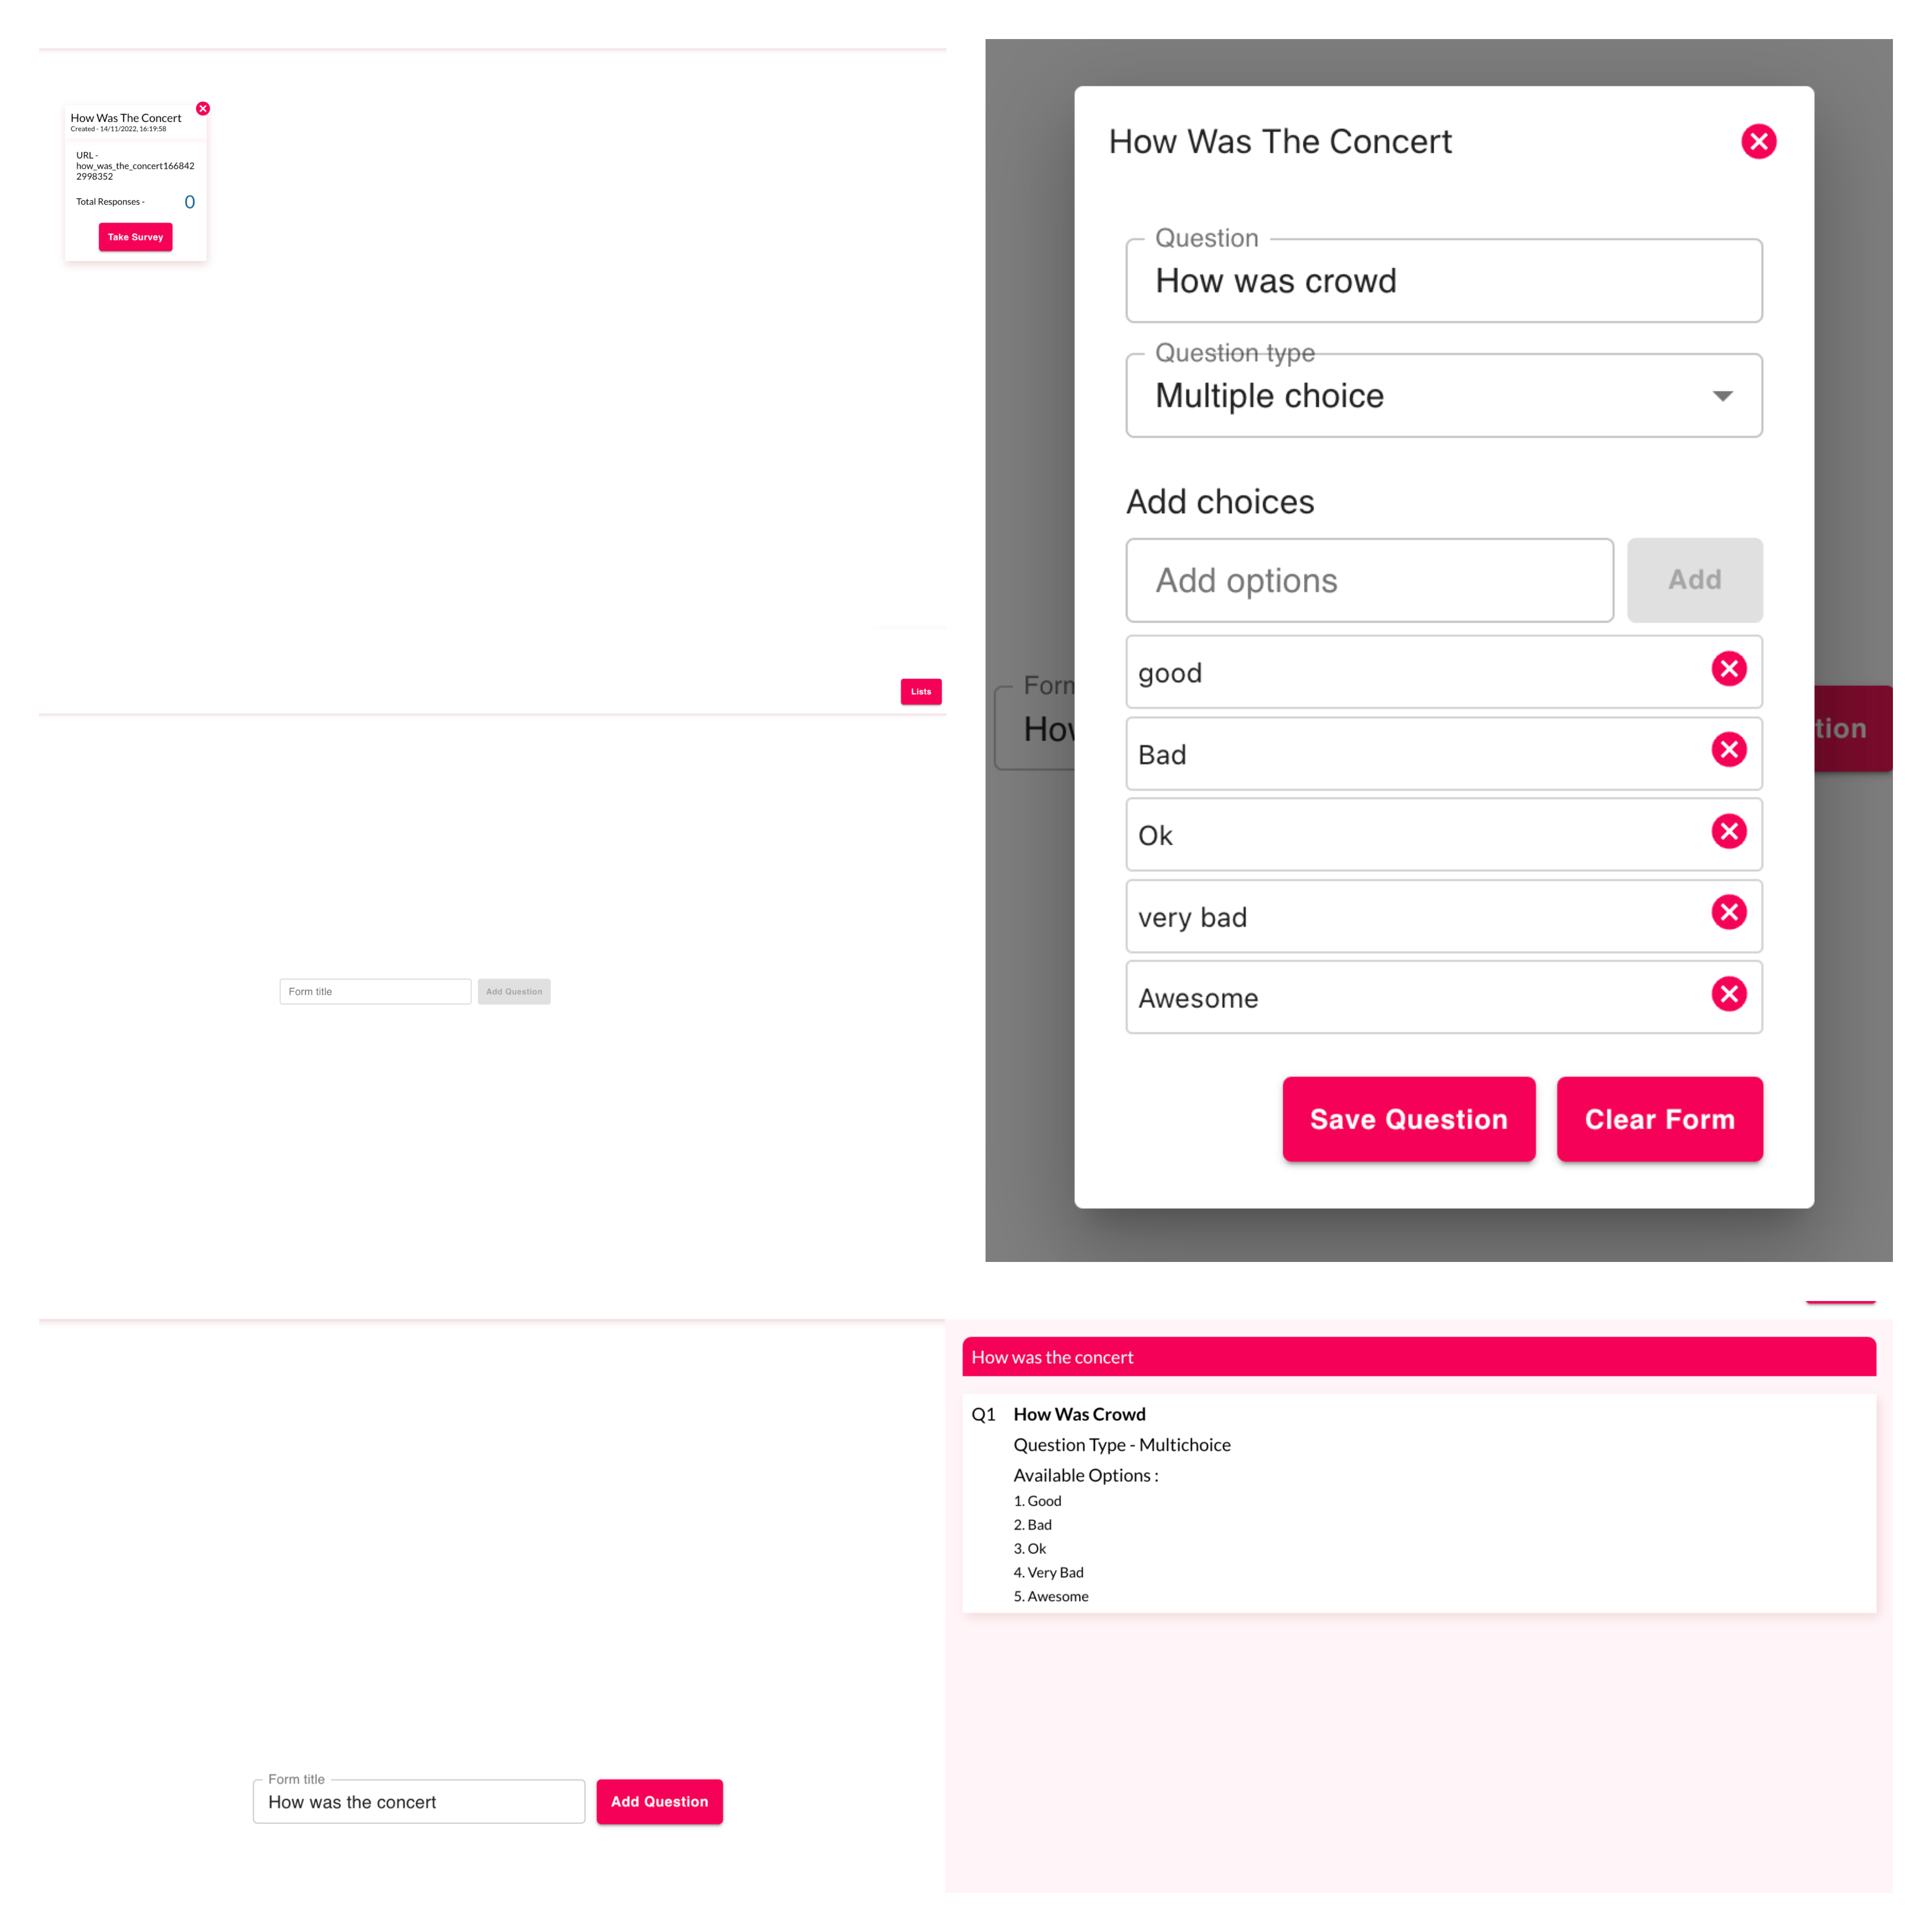 How Was The Concert
Created - 14/11/2022, 16:19:58
URL -
how_was_the_concert166842
2998352
Total Responses - 0
Take Survey
Lists
Form title
Add Question
How Was The Concert
Question
How was crowd
Question type
Multiple choice
Add choices
Add options
Add
good
Bad
Ok
very bad
Awesome
Save Question
Clear Form
Form title
How was the concert
Add Question
How was the concert
Q1 How Was Crowd
Question Type - Multichoice
Available Options :
1. Good
2. Bad
3. Ok
4. Very Bad
5. Awesome